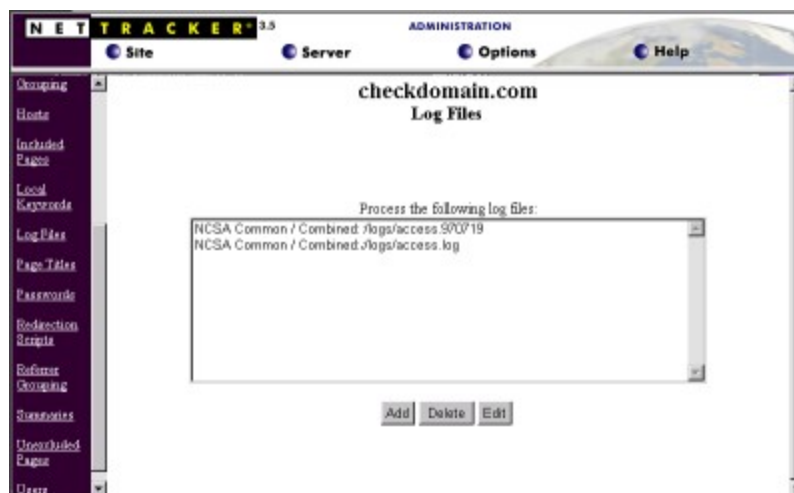 NET TRACKER® 3.5
ADMINISTRATION
Site
Server
Options
Help
Grouping
Hosts
Included
Pages
Local
Keywords
Log Files
Page Titles
Passwords
Redirection
Scripts
Referrer
Grouping
Summaries
Unexcluded
Pages
Users
checkdomain.com
Log Files
Process the following log files:
NCSA Common / Combined:/logs/access.970719
NCSA Common / Combined:/logs/access.log
Add
Delete
Edit